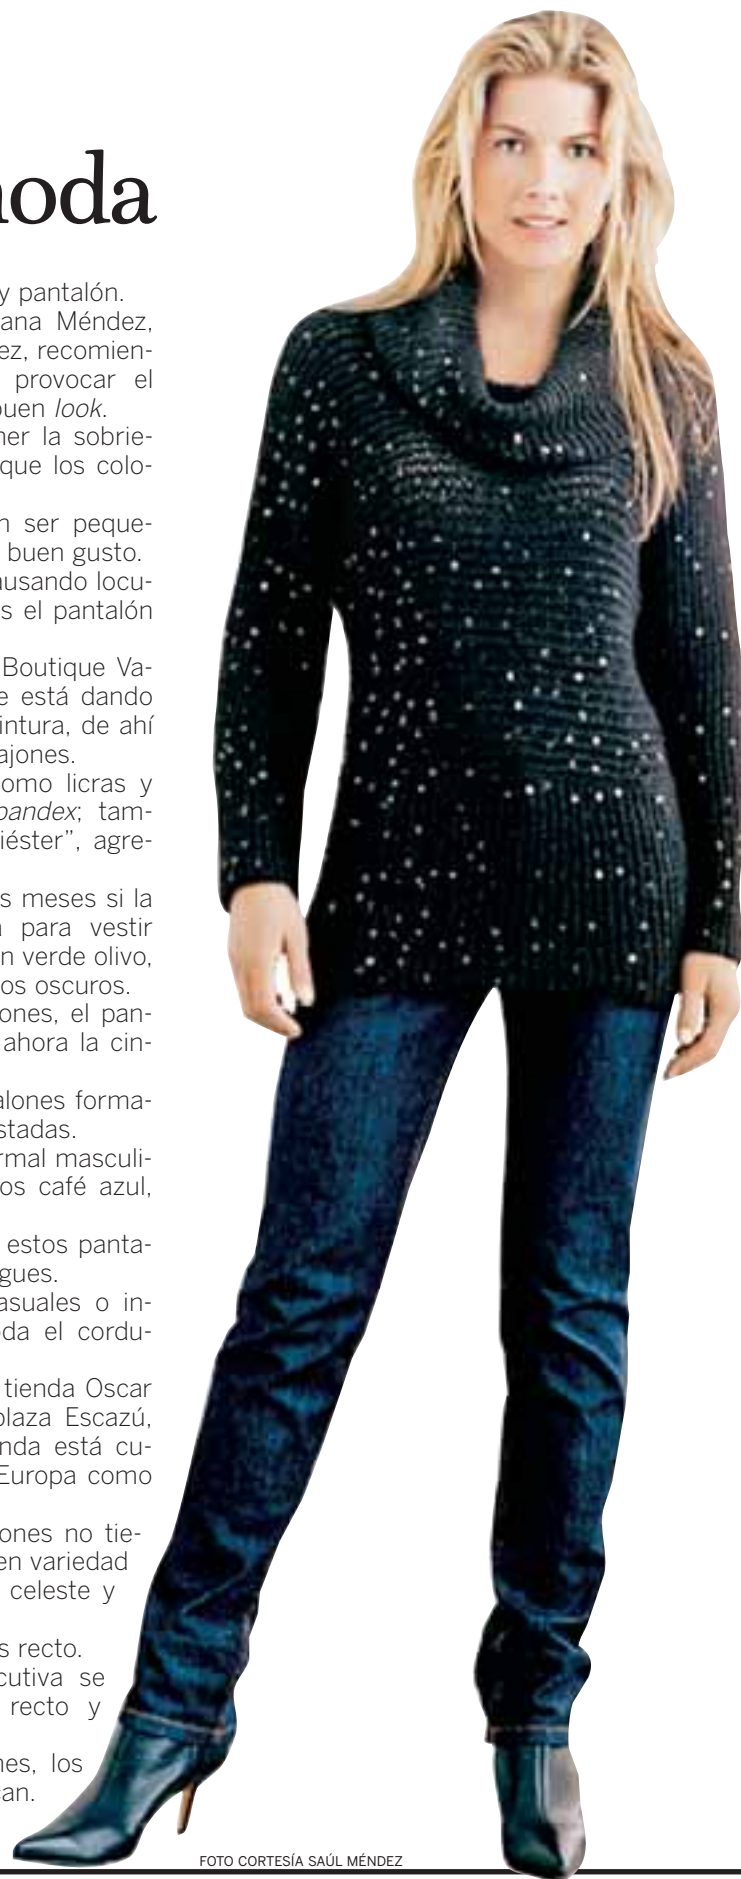 oda
y pantalón.
ana Méndez,
ez, recomien-
provocar el
buen look.
ner la sobrie-
que los colo-
n ser peque-
buen gusto.
ausando locu-
s el pantalón
Boutique Va-
e está dando
intura, de ahí
ajones.
omo licras y
pandex; tam-
iéster”, agre-
s meses si la
para vestir
n verde olivo,
os oscuros.
ones, el pan-
ahora la cin-
alones forma-
stadas.
rmal masculi-
os café azul,
estos panta-
gues.
asuales o in-
da el cordu-
tienda Oscar
plaza Escazú,
nda está cu-
Europa como
ones no tie-
en variedad
celeste y
s recto.
cutiva se
recto y
nes, los
can.
FOTO CORTESÍA SAÚL MÉNDEZ